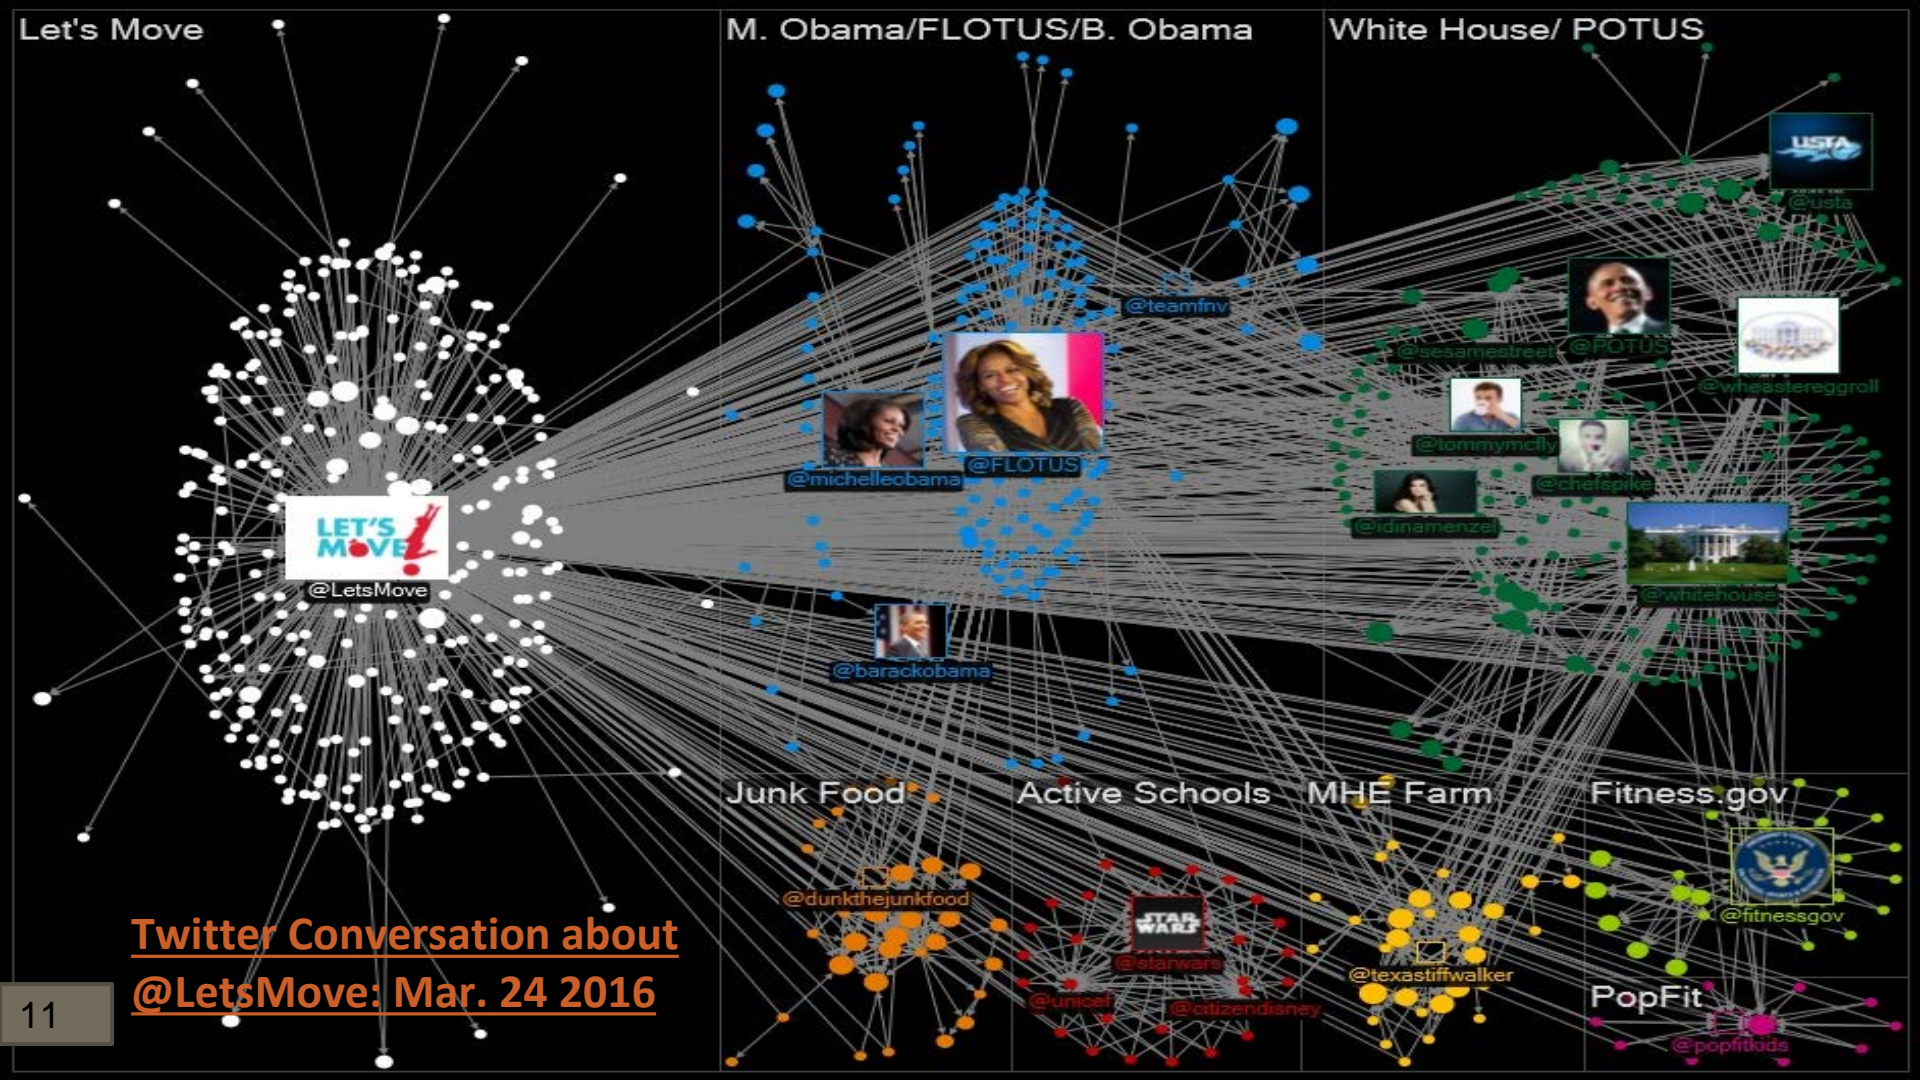 Let's Move
M. Obama/FLOTUS/B. Obama
White House/ POTUS
USTA
@usta
@teamfnv
@sesamestreet
@POTUS
@wheastereggroll
@tommymcfly
@FLOTUS
@michelleobama
@chefspike
@idinamenzel
LET'S
MOVE!
@LetsMove
@whitehouse
@barackobama
Junk Food
Active Schools
MHE Farm
Fitness.gov
@dunkthejunkfood
STAR
WARS
@starwars
@unicef
@citizendisney
@texastiffwalker
@fitnessgov
PopFit
@popfitkids
Twitter Conversation about
@LetsMove: Mar. 24 2016
11